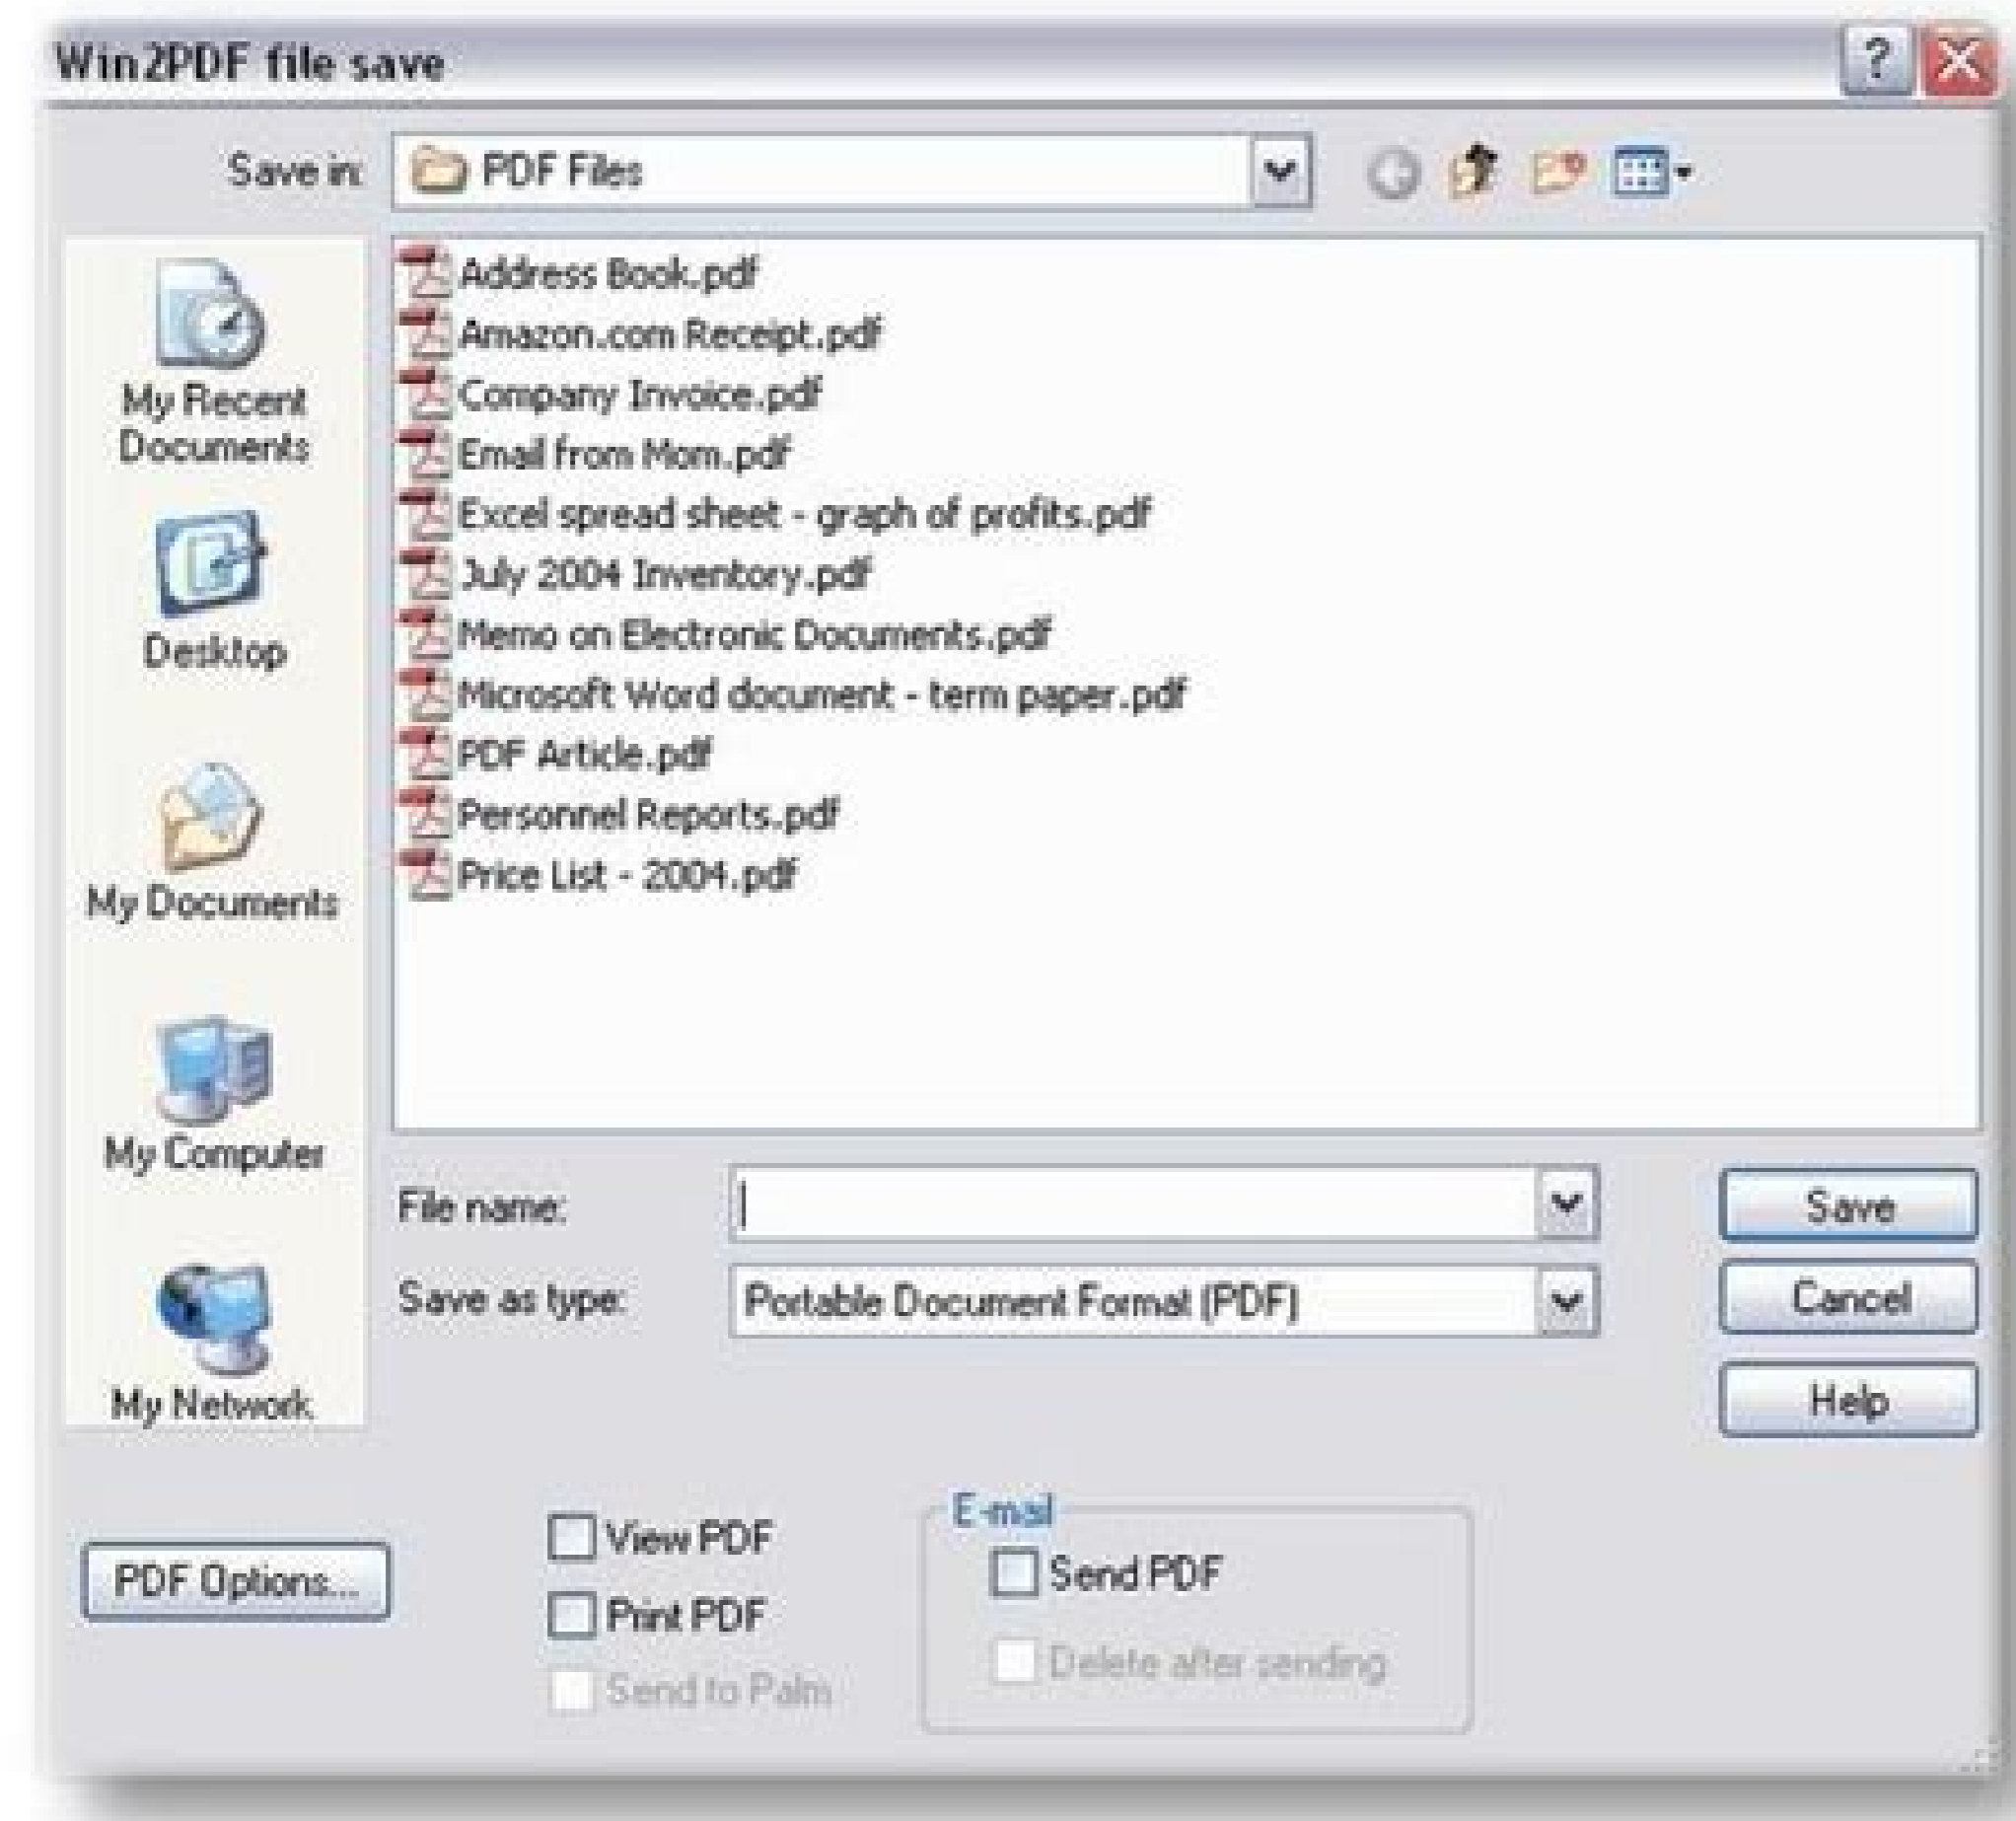 Win2PDF file save
?
Save in:
PDF Files
My Recent
Documents
Desktop
My Documents
My Computer
My Network
Address Book.pdf
Amazon.com Receipt.pdf
Company Invoice.pdf
Email from Mom.pdf
Excel spread sheet - graph of profits.pdf
July 2004 Inventory.pdf
Memo on Electronic Documents.pdf
Microsoft Word document - term paper.pdf
PDF Article.pdf
Personnel Reports.pdf
Price List - 2004.pdf
File name:
Save
Save as type:
Portable Document Format (PDF)
Cancel
Help
PDF Options...
View PDF
Print PDF
Send to Palm
E-mail
Send PDF
Delete after sending